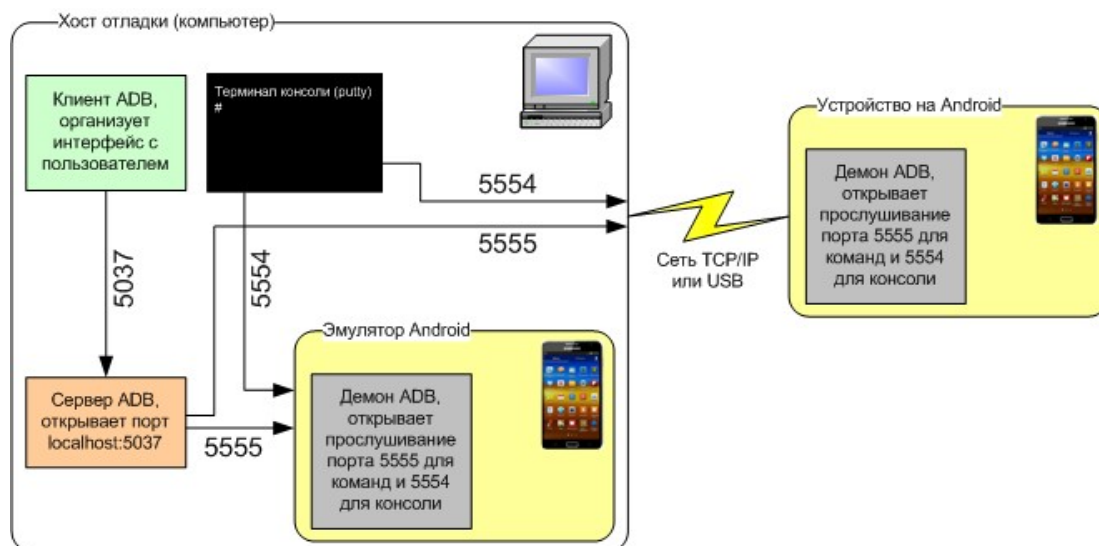 Хост отладки (компьютер)
Клиент ADB,
организует
интерфейс с
пользователем
Терминал консоли (putty)
#
Устройство на Android
Демон ADB,
открывает
прослушивание
порта 5555 для
команд и 5554
для консоли
5554
5555
Сеть TCP/IP
или USB
5037
5554
Эмулятор Android
Сервер ADB,
открывает порт
localhost:5037
5555
Демон ADB,
открывает
прослушивание
порта 5555 для
команд и 5554
для консоли